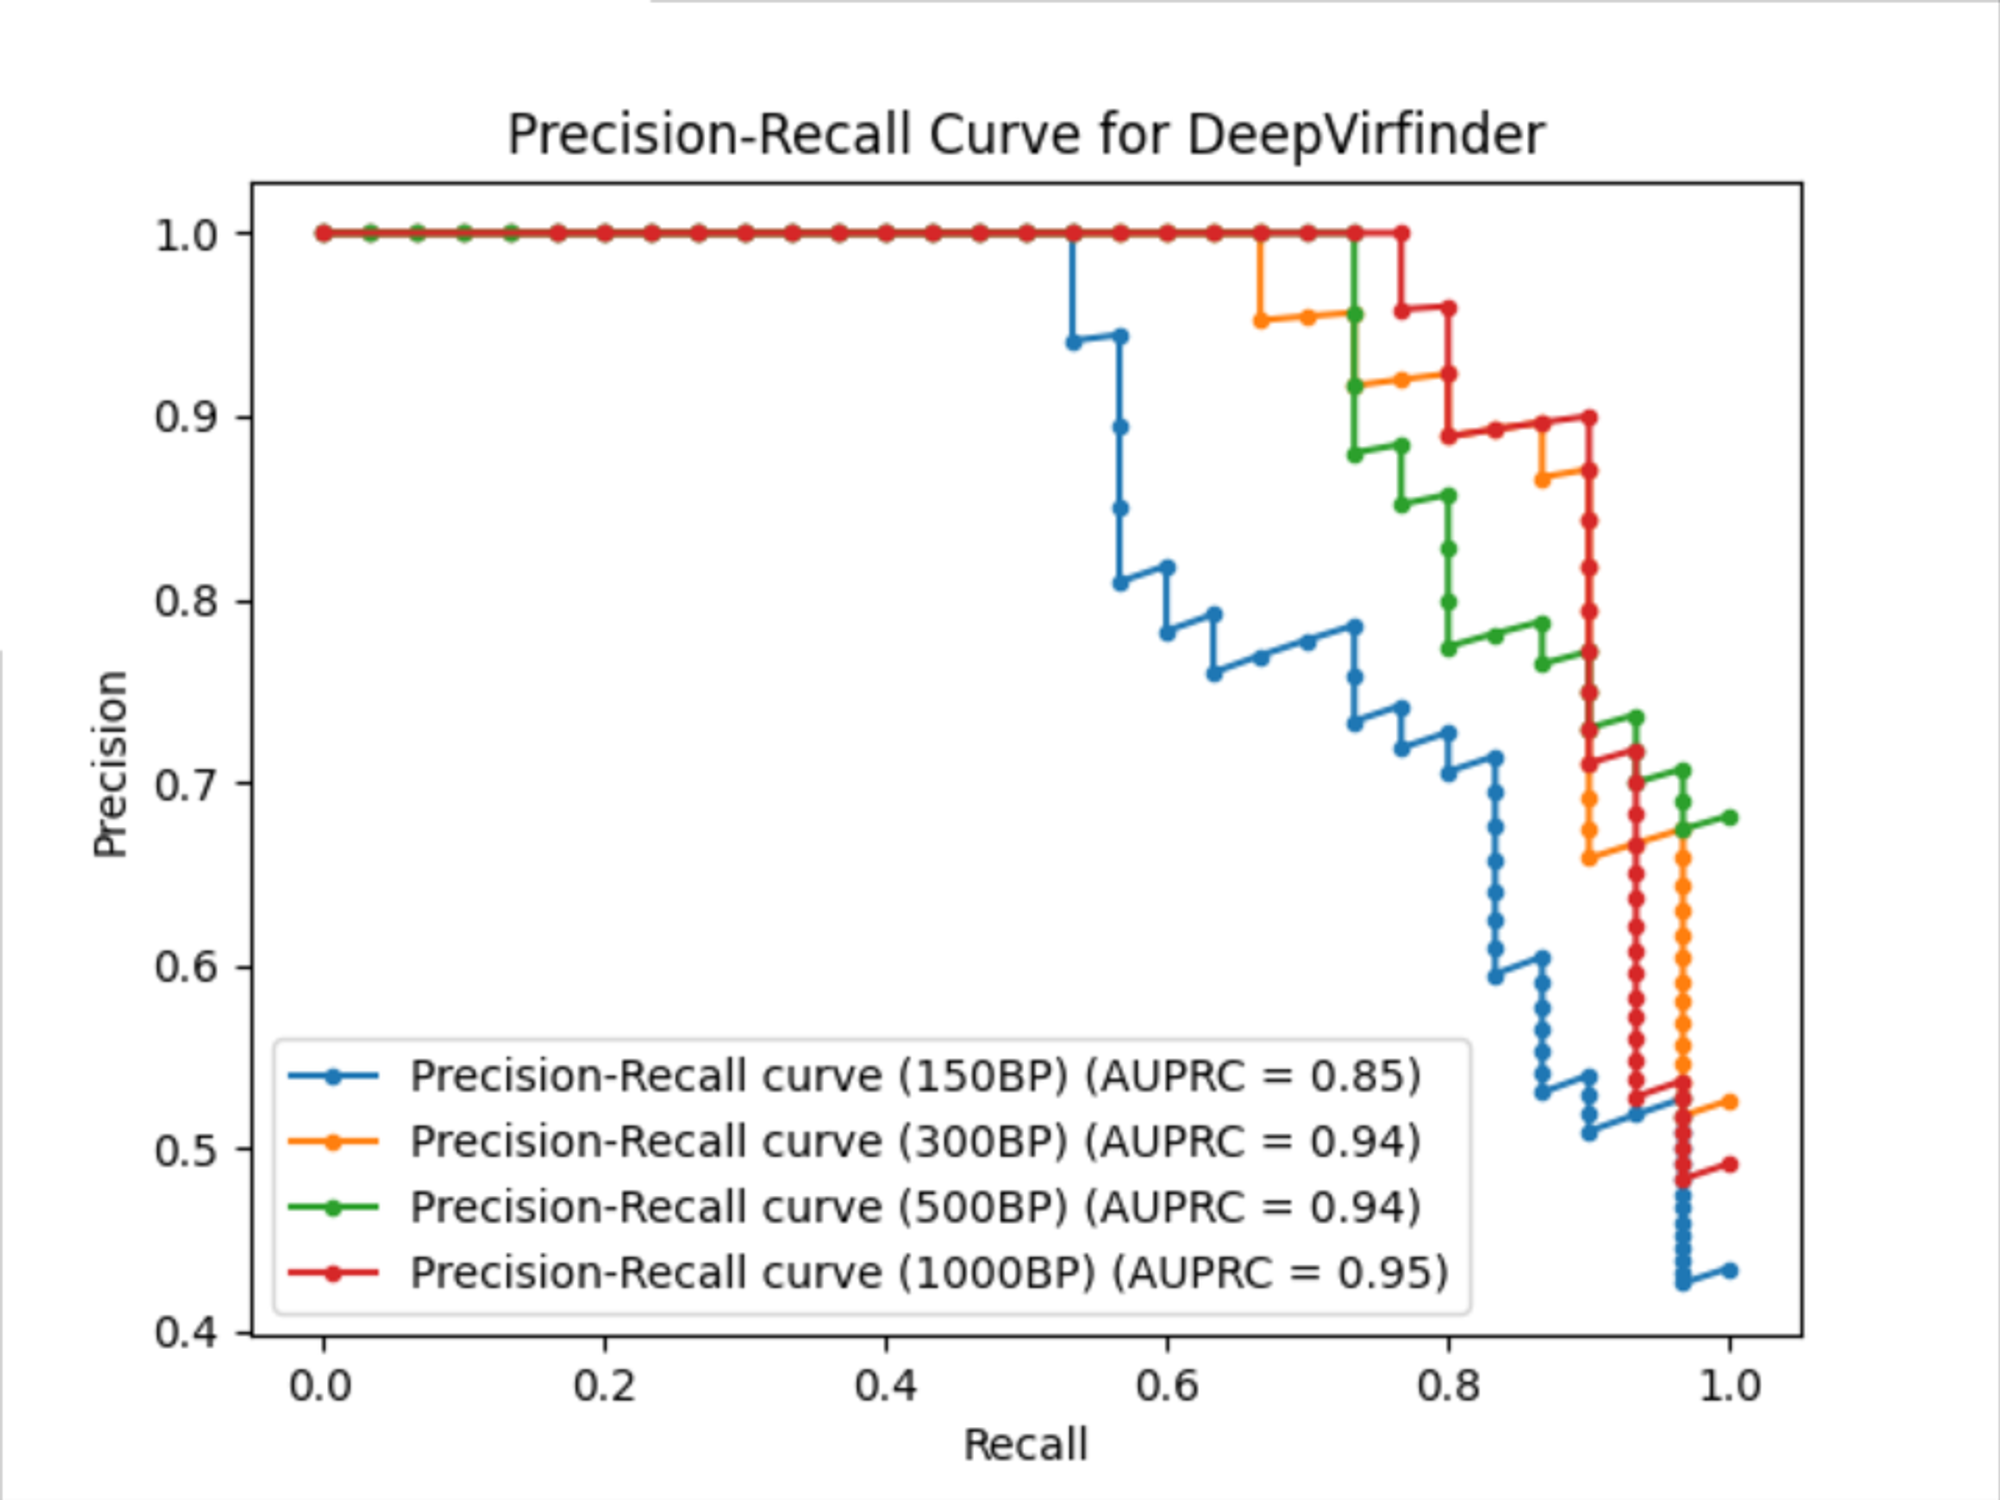 Precision-Recall Curve for DeepVirfinder
1.0
0.9
0.8
0.7
0.6
0.5
0.4
Precision
Precision-Recall curve (150BP) (AUPRC = 0.85)
Precision-Recall curve (300BP) (AUPRC = 0.94)
Precision-Recall curve (500BP) (AUPRC = 0.94)
Precision-Recall curve (1000BP) (AUPRC = 0.95)
0.0 0.2 0.4 0.6 0.8 1.0
Recall